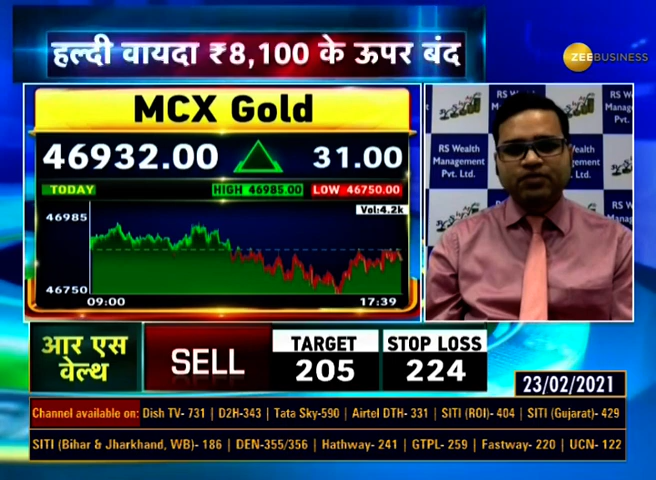 हल्दी वायदा ₹8,100 के ऊपर बंद
ZEE BUSINESS
MCX Gold
46932.00 31.00
TODAY HIGH 46985.00 LOW 46750.00
Vol:4.2k
46985
46750
09:00 17:39
RS Wealth
Management
Pvt. Ltd.
आर एस
वेल्थ
SELL
TARGET
205
STOP LOSS
224
23/02/2021
Channel available on: Dish TV- 731 | D2H-343 | Tata Sky-590 | Airtel DTH- 331 | SITI (ROI)- 404 | SITI (Gujarat)- 429
SITI (Bihar & Jharkhand, WB)- 186 | DEN-355/356 | Hathway- 241 | GTPL- 259 | Fastway- 220 | UCN- 122